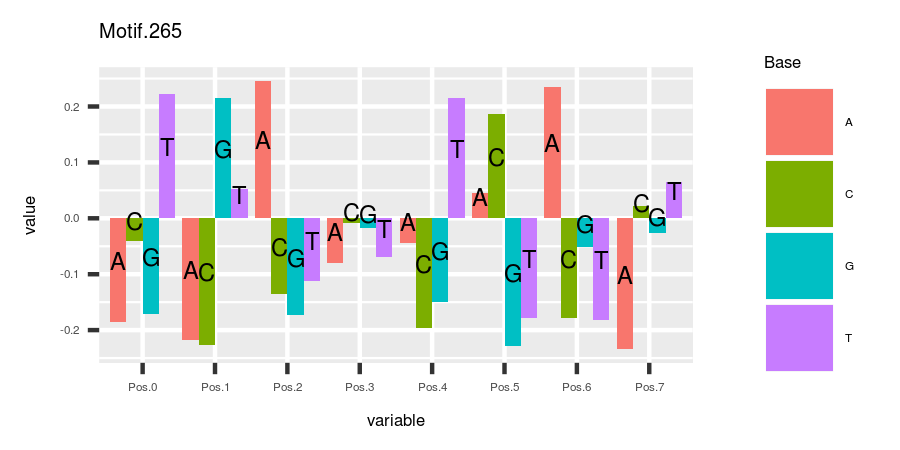 Motif.265
value
0.2
0.1
0.0
-0.1
-0.2
A C G T
A C G T
A C G T
A C G T
A C G T
A C G T
A C G T
A C G T
Pos.0 Pos.1 Pos.2 Pos.3 Pos.4 Pos.5 Pos.6 Pos.7
variable
Base
A
C
G
T